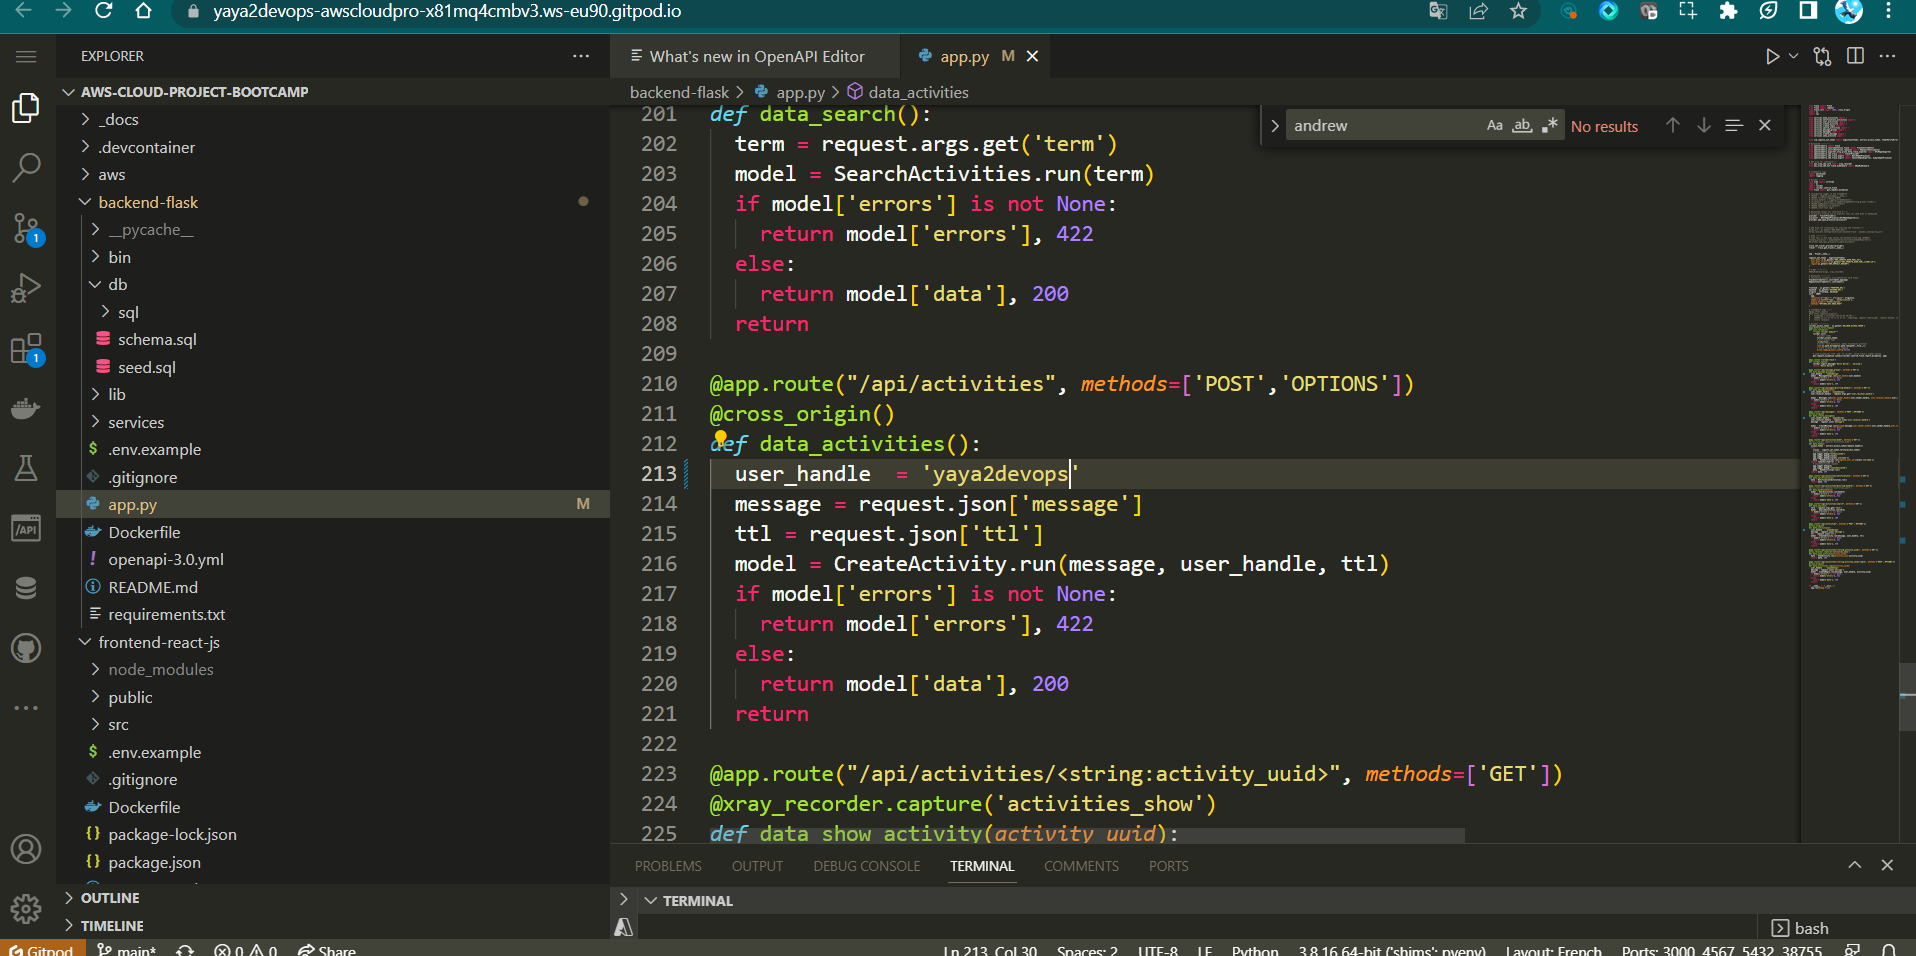 yaya2devops-awscloudpro-x81mq4cmbv3.ws-eu90.gitpod.io
EXPLORER
AWS-CLOUD-PROJECT-BOOTCAMP
_docs
.devcontainer
aws
backend-flask
__pycache__
bin
db
sql
schema.sql
seed.sql
lib
services
.env.example
.gitignore
app.py M
Dockerfile
openapi-3.0.yml
README.md
requirements.txt
frontend-react-js
node_modules
public
src
.env.example
.gitignore
Dockerfile
package-lock.json
package.json
OUTLINE
TIMELINE
1
1
/API
What's new in OpenAPI Editor
app.py M
backend-flask > app.py > data_activities
andrew Aa ab No results
201 def data_search():
202 term = request.args.get('term')
203 model = SearchActivities.run(term)
204 if model['errors'] is not None:
205 return model['errors'], 422
206 else:
207 return model['data'], 200
208 return
209
210 @app.route("/api/activities", methods=['POST','OPTIONS'])
211 @cross_origin()
212 def data_activities():
213 user_handle  = 'yaya2devops'
214 message = request.json['message']
215 ttl = request.json['ttl']
216 model = CreateActivity.run(message, user_handle, ttl)
217 if model['errors'] is not None:
218 return model['errors'], 422
219 else:
220 return model['data'], 200
221 return
222
223 @app.route("/api/activities/<string:activity_uuid>", methods=['GET'])
224 @xray_recorder.capture('activities_show')
225 def data_show_activity(activity_uuid):
PROBLEMS OUTPUT DEBUG CONSOLE TERMINAL COMMENTS PORTS
TERMINAL
bash
Gitpod main* 0 0 Share Ln 213, Col 30 Spaces: 2 UTF-8 LF Python 3.8.16 64-bit ('shims': pyenv) Layout: French Ports: 3000, 4567, 5432, 38755